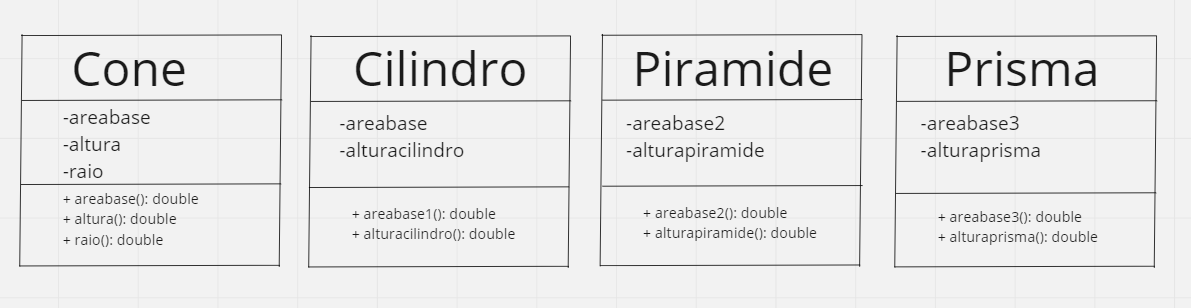 Cone
-areabase
-altura
-raio
+ areabase(): double
+ altura(): double
+ raio(): double
Cilindro
-areabase
-alturacilindro
+ areabase1(): double
+ alturacilindro(): double
Piramide
-areabase2
-alturapiramide
+ areabase2(): double
+ alturapiramide(): double
Prisma
-areabase3
-alturaprisma
+ areabase3(): double
+ alturaprisma(): double